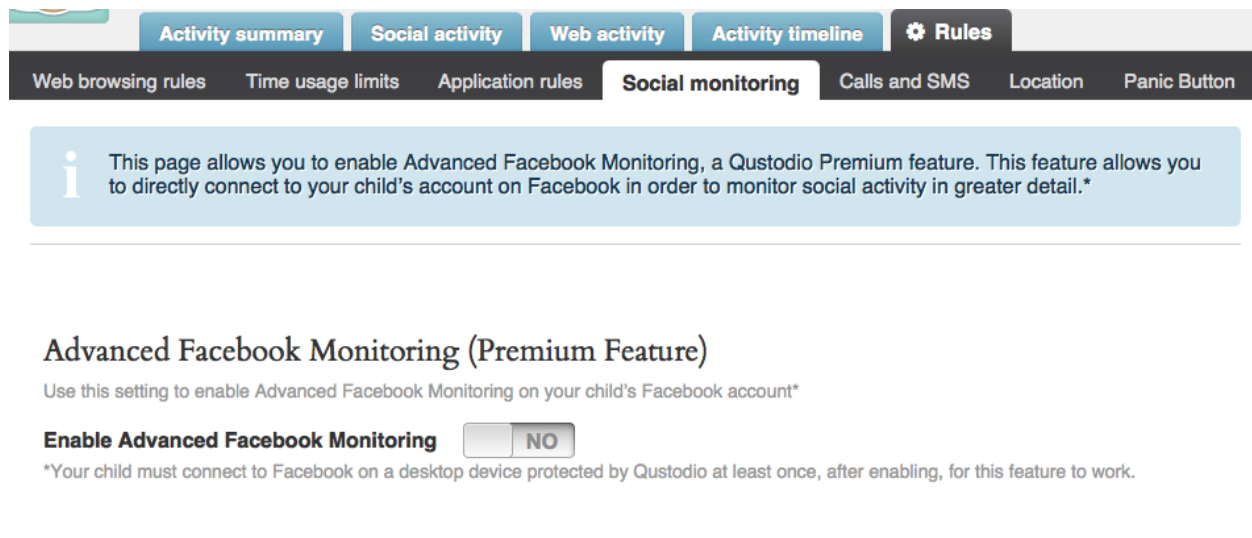 Activity summary Social activity Web activity Activity timeline Rules
Web browsing rules Time usage limits Application rules Social monitoring Calls and SMS Location Panic Button
i
This page allows you to enable Advanced Facebook Monitoring, a Qustodio Premium feature. This feature allows you
to directly connect to your child's account on Facebook in order to monitor social activity in greater detail.*
Advanced Facebook Monitoring (Premium Feature)
Use this setting to enable Advanced Facebook Monitoring on your child's Facebook account*
Enable Advanced Facebook Monitoring NO
*Your child must connect to Facebook on a desktop device protected by Qustodio at least once, after enabling, for this feature to work.